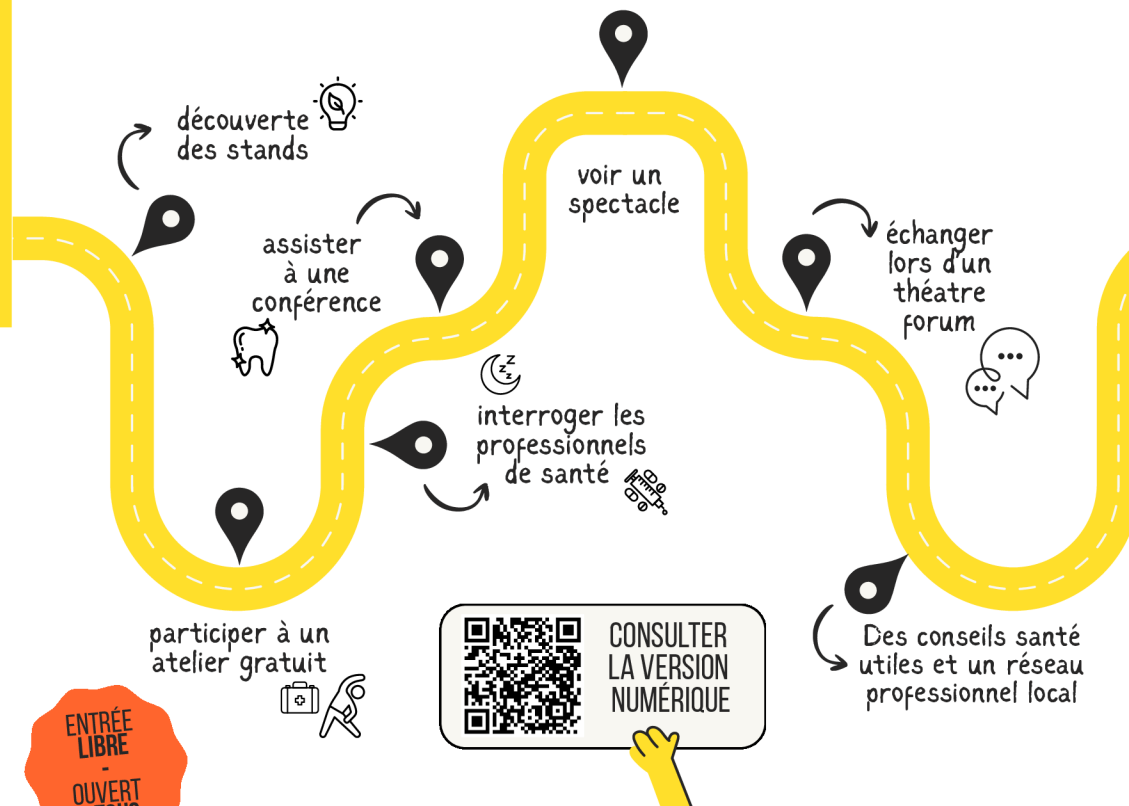 découverte
des stands
assister
à une
conférence
voir un
spectacle
échanger
lors d'un
théatre
forum
interroger les
professionnels
de santé
participer à un
atelier gratuit
CONSULTER
LA VERSION
NUMÉRIQUE
Des conseils santé
utiles et un réseau
professionnel local
ENTRÉE
LIBRE
-
OUVERT